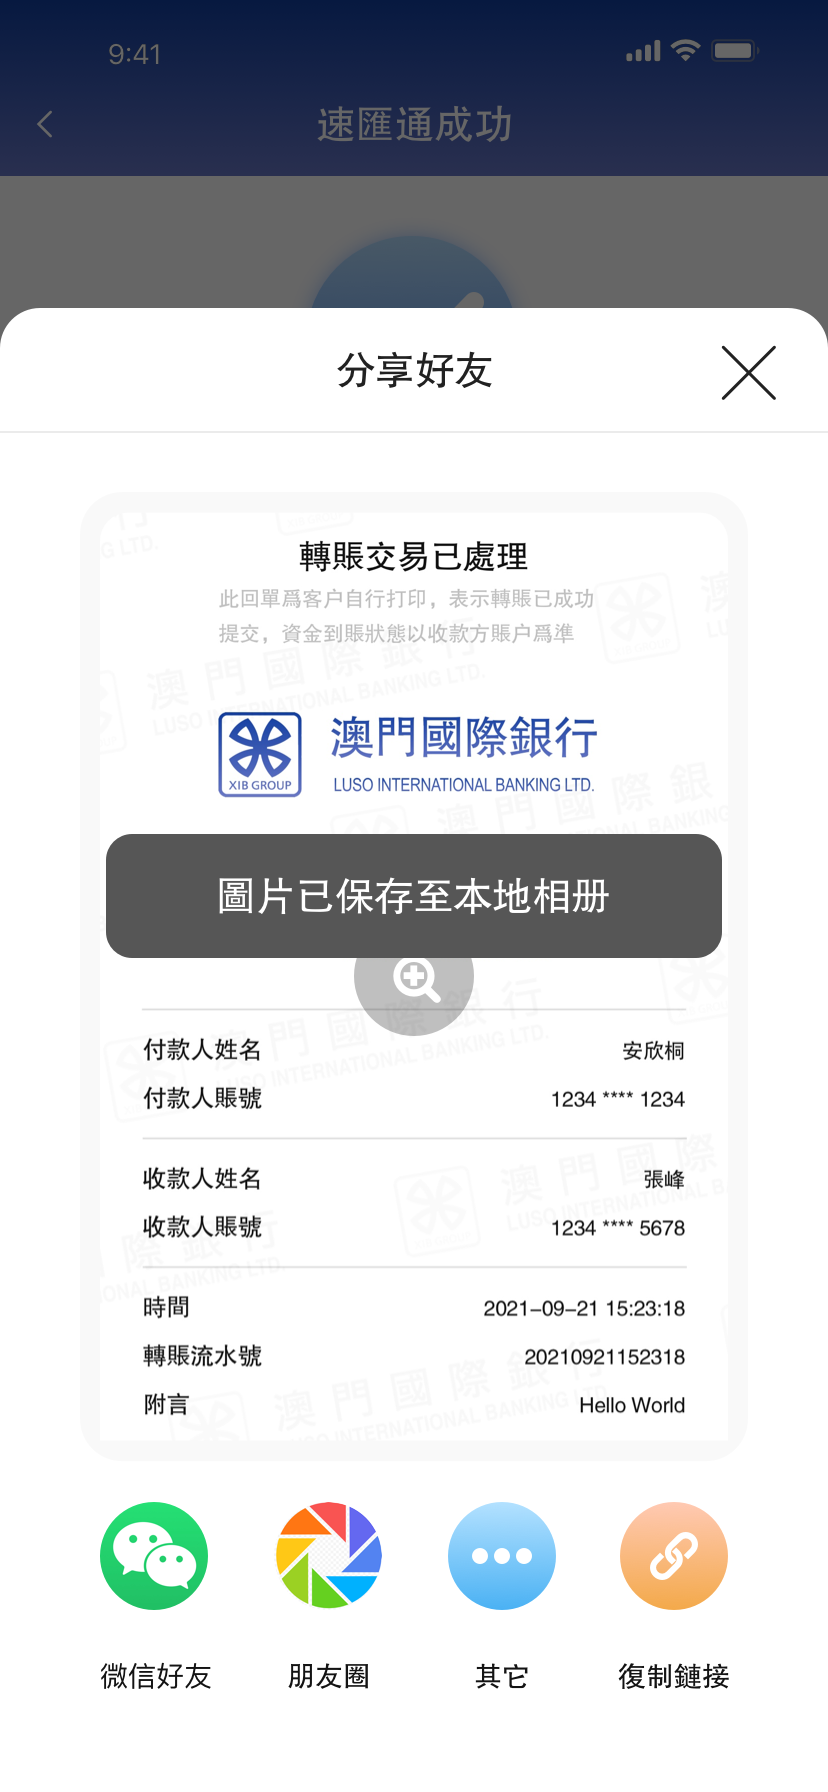 9:41
速匯通成功
分享好友
轉賬交易已處理
此回單爲客户自行打印，表示轉賬已成功
提交，資金到賬狀態以收款方賬户爲準
澳門國際銀行
XIB GROUP
LUSO INTERNATIONAL BANKING LTD.
圖片已保存至本地相册
付款人姓名 安欣桐
付款人賬號 1234 **** 1234
收款人姓名 張峰
收款人賬號 1234 **** 5678
時間 2021-09-21 15:23:18
轉賬流水號 20210921152318
附言 Hello World
微信好友 朋友圈 其它 復制鏈接